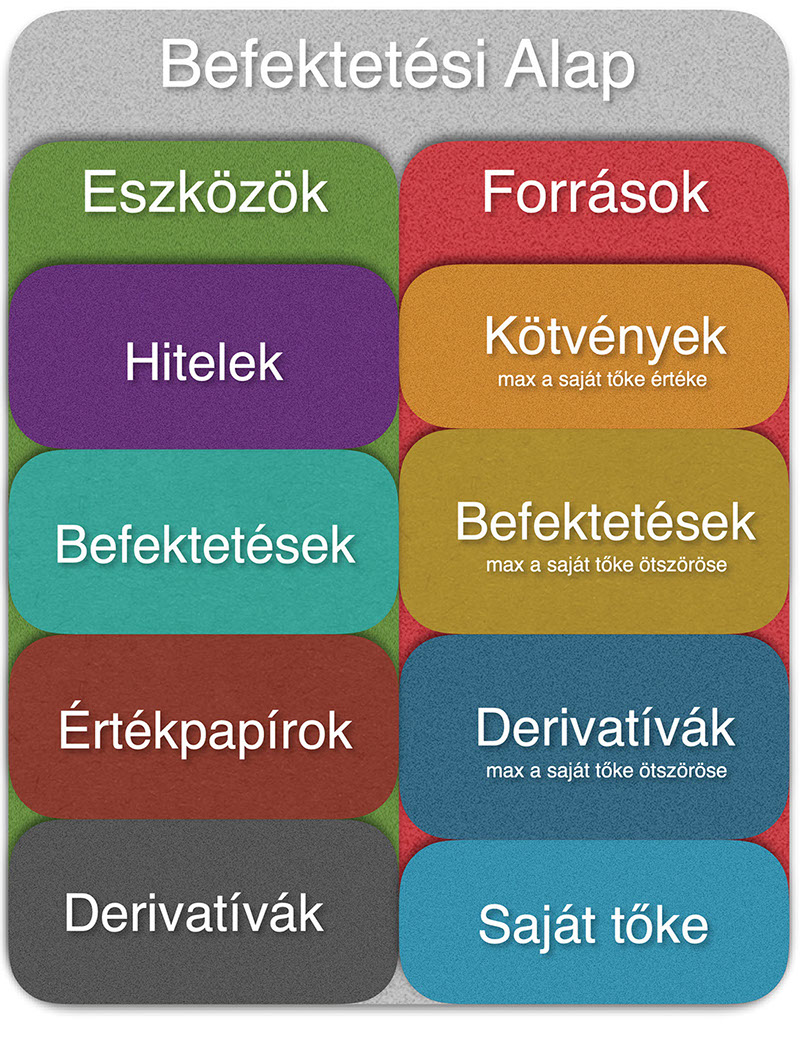 Befektetési Alap
Eszközök
Hitelek
Befektetések
Értékpapírok
Derivatívák
Források
Kötvények
max a saját tőke értéke
Befektetések
max a saját tőke ötszöröse
Derivatívák
max a saját tőke ötszöröse
Saját tőke